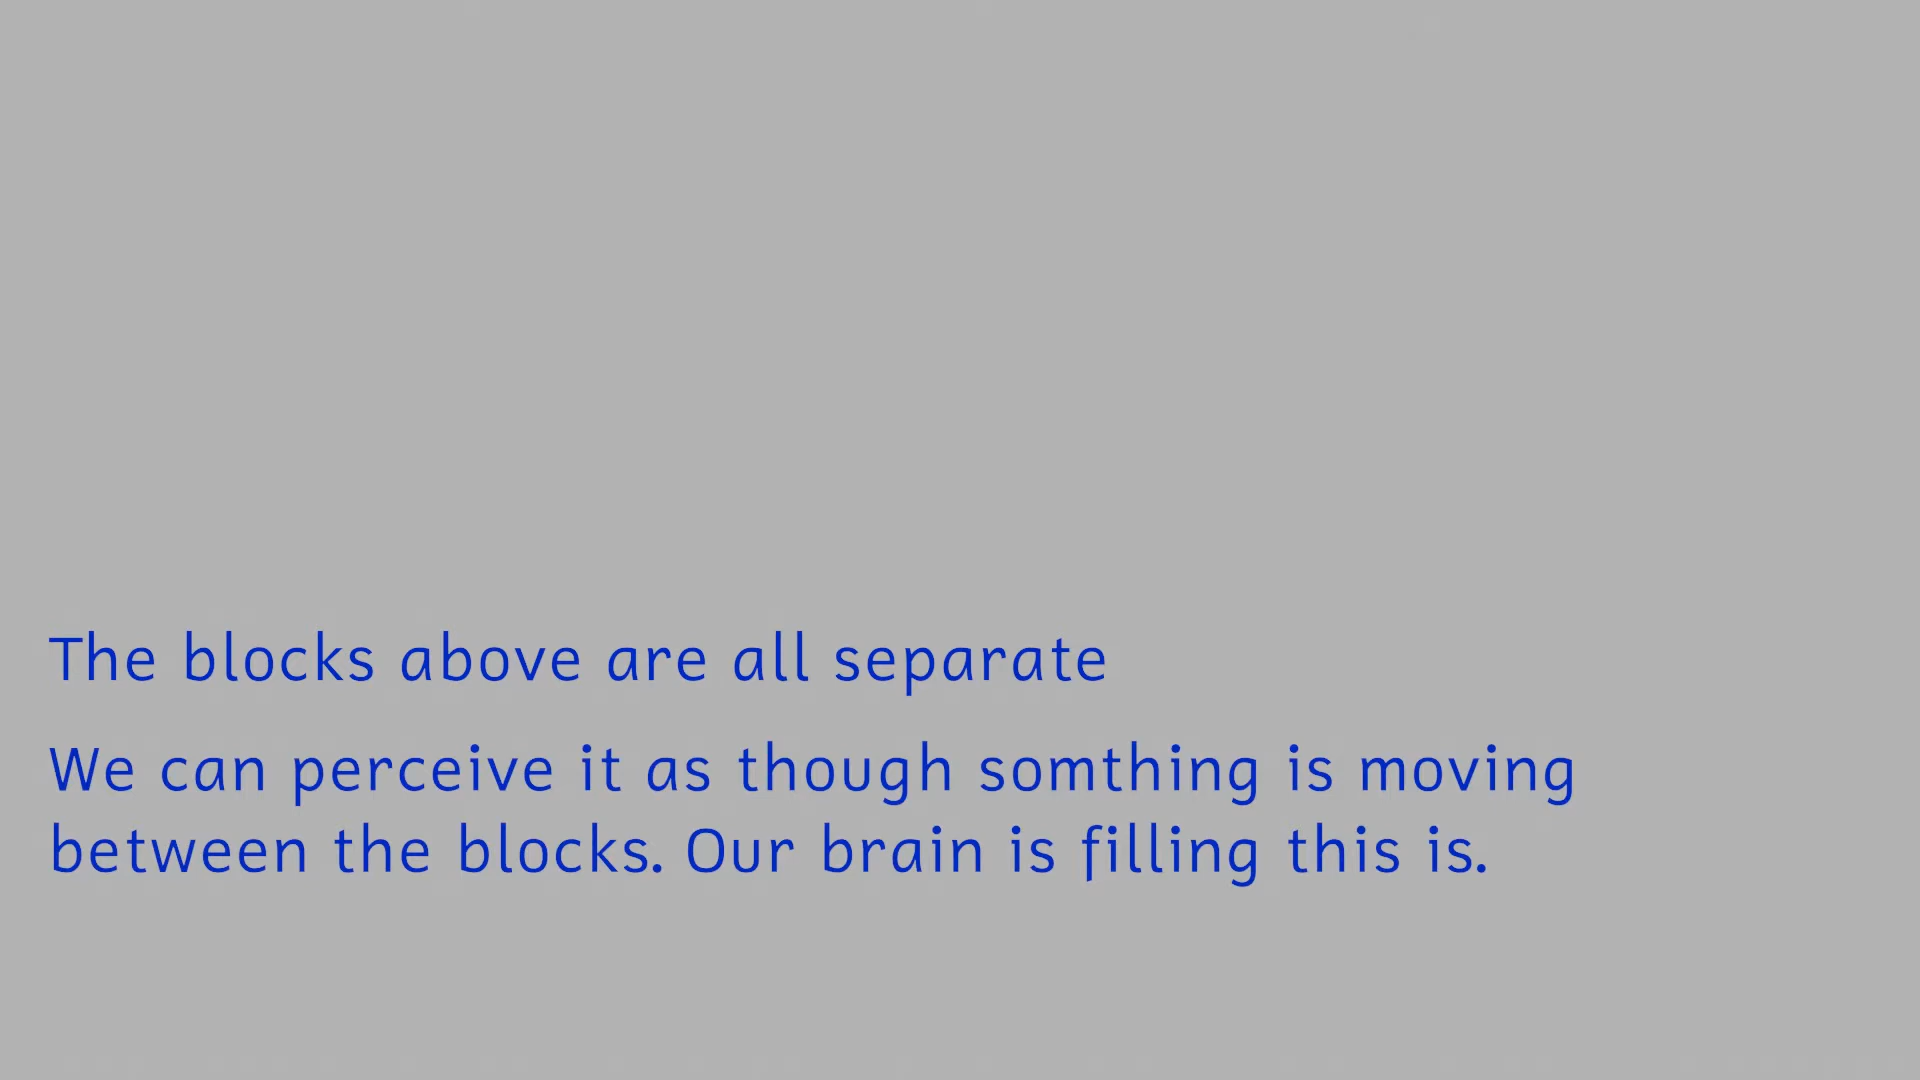 The blocks above are all separate
We can perceive it as though somthing is moving
between the blocks. Our brain is filling this is.